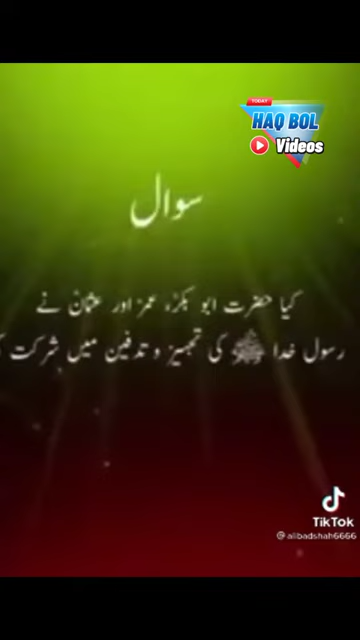 TODAY
HAQ BOL
Videos
سوال
کیا حضرت ابو بکرؓ، عمرؓ اور عثمانؓ نے
رسول خدا ﷺ کی تجہیز و تدفین میں شرکت
TikTok
@alibadshah6666